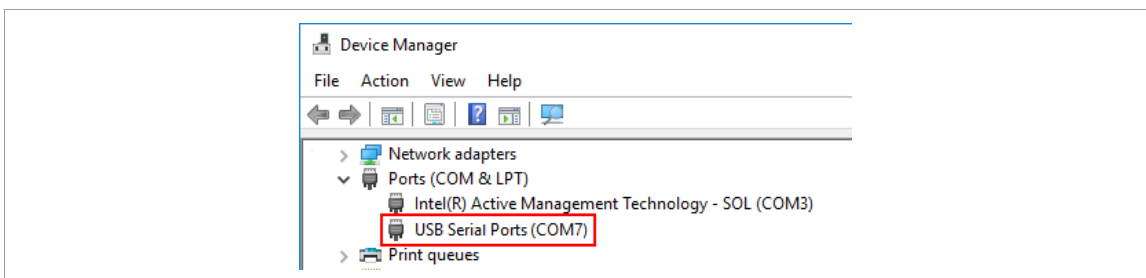 Device Manager
File Action View Help
Network adapters
Ports (COM & LPT)
Intel(R) Active Management Technology - SOL (COM3)
USB Serial Ports (COM7)
Print queues